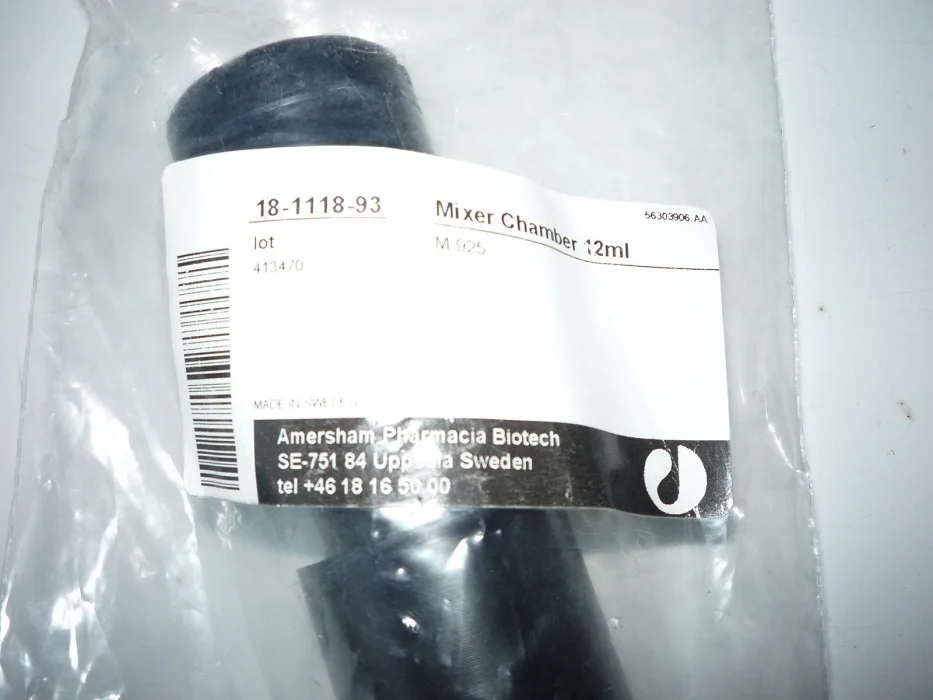 18-1118-93
Mixer Chamber 12ml
56303906.AA
lot
M-925
413470
MADE IN SWEDEN
Amersham Pharmacia Biotech
SE-751 84 Uppsala Sweden
tel +46 18 16 50 00